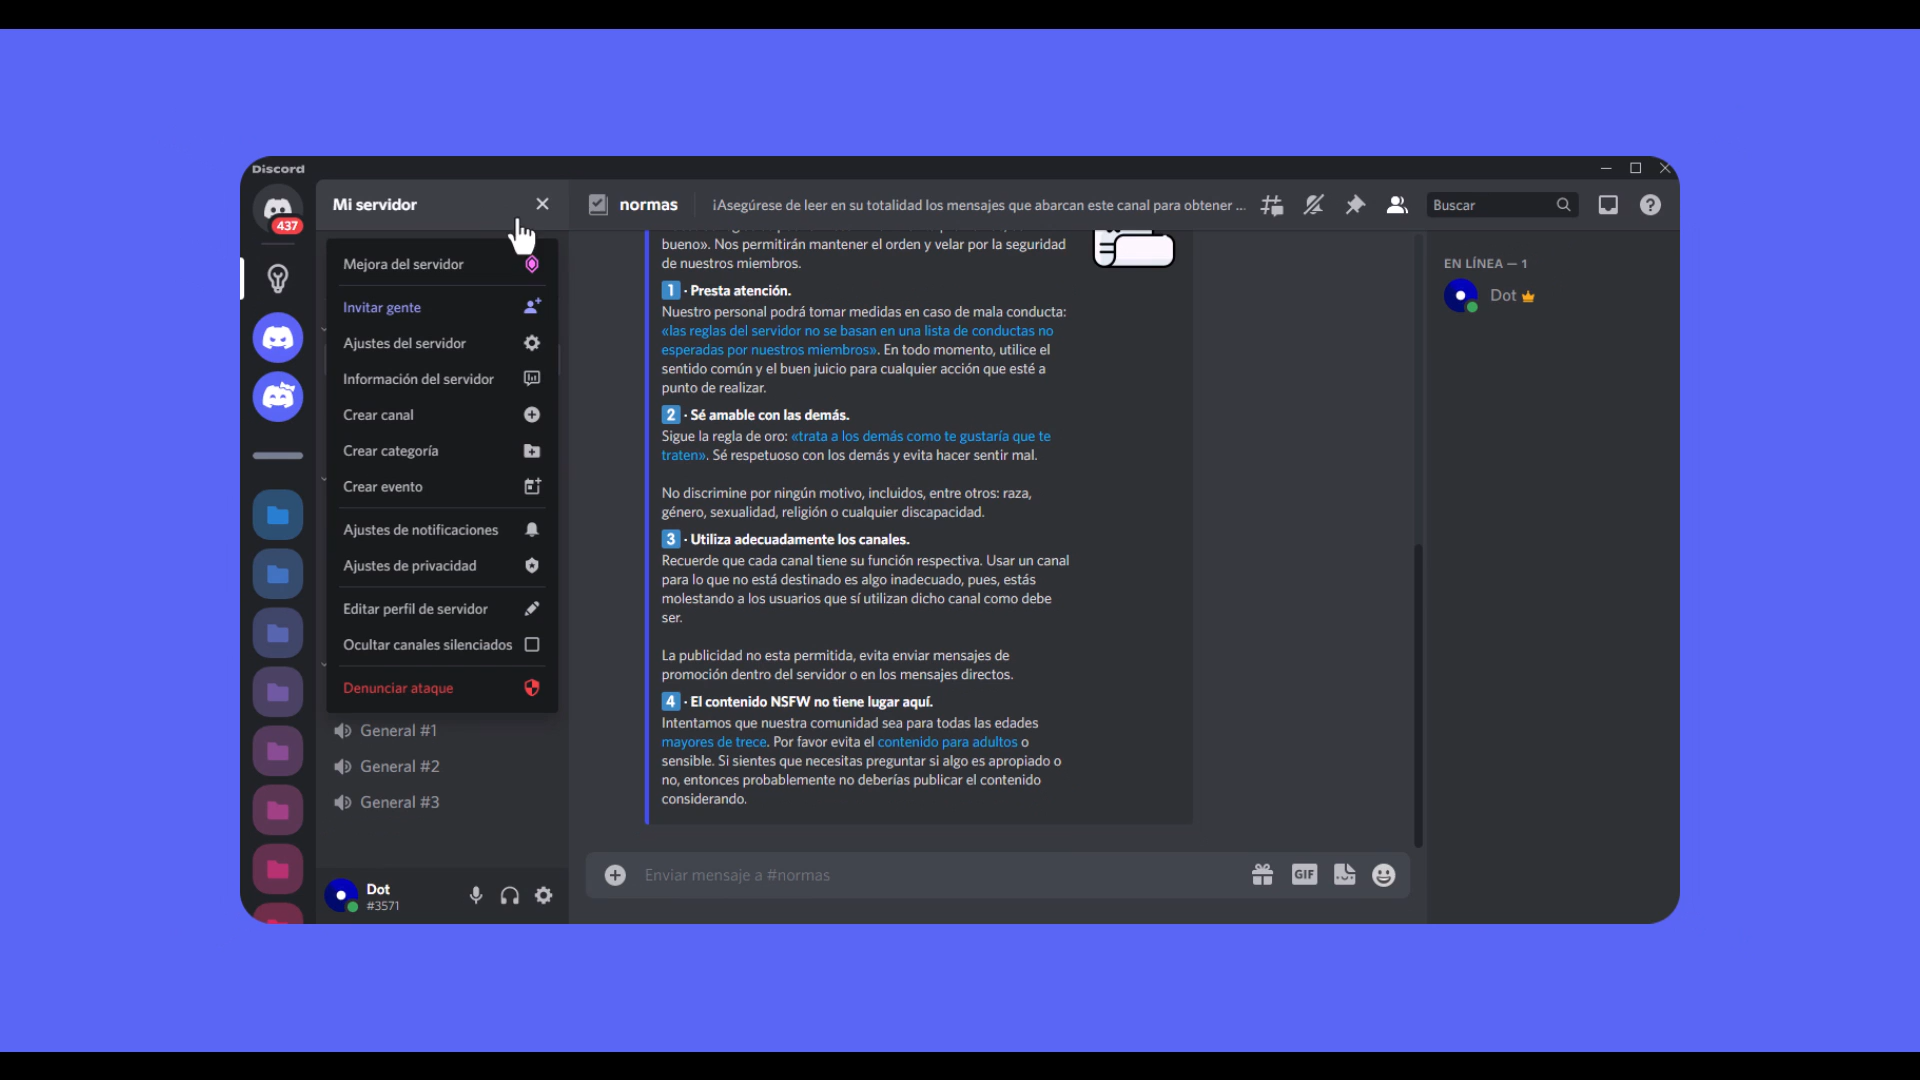 Discord
437
Mi servidor
Mejora del servidor
Invitar gente
Ajustes del servidor
Información del servidor
Crear canal
Crear categoría
Crear evento
Ajustes de notificaciones
Ajustes de privacidad
Editar perfil de servidor
Ocultar canales silenciados
Denunciar ataque
General #1
General #2
General #3
Dot
#3571
normas
¡Asegúrese de leer en su totalidad los mensajes que abarcan este canal para obtener ...
Buscar
bueno». Nos permitirán mantener el orden y velar por la seguridad
de nuestros miembros.
1 · Presta atención.
Nuestro personal podrá tomar medidas en caso de mala conducta:
«las reglas del servidor no se basan en una lista de conductas no
esperadas por nuestros miembros». En todo momento, utilice el
sentido común y el buen juicio para cualquier acción que esté a
punto de realizar.
2 · Sé amable con las demás.
Sigue la regla de oro: «trata a los demás como te gustaría que te
traten». Sé respetuoso con los demás y evita hacer sentir mal.
No discrimine por ningún motivo, incluidos, entre otros: raza,
género, sexualidad, religión o cualquier discapacidad.
3 · Utiliza adecuadamente los canales.
Recuerde que cada canal tiene su función respectiva. Usar un canal
para lo que no está destinado es algo inadecuado, pues, estás
molestando a los usuarios que sí utilizan dicho canal como debe
ser.
La publicidad no esta permitida, evita enviar mensajes de
promoción dentro del servidor o en los mensajes directos.
4 · El contenido NSFW no tiene lugar aquí.
Intentamos que nuestra comunidad sea para todas las edades
mayores de trece. Por favor evita el contenido para adultos o
sensible. Si sientes que necesitas preguntar si algo es apropiado o
no, entonces probablemente no deberías publicar el contenido
considerando.
Enviar mensaje a #normas
GIF
EN LÍNEA — 1
Dot